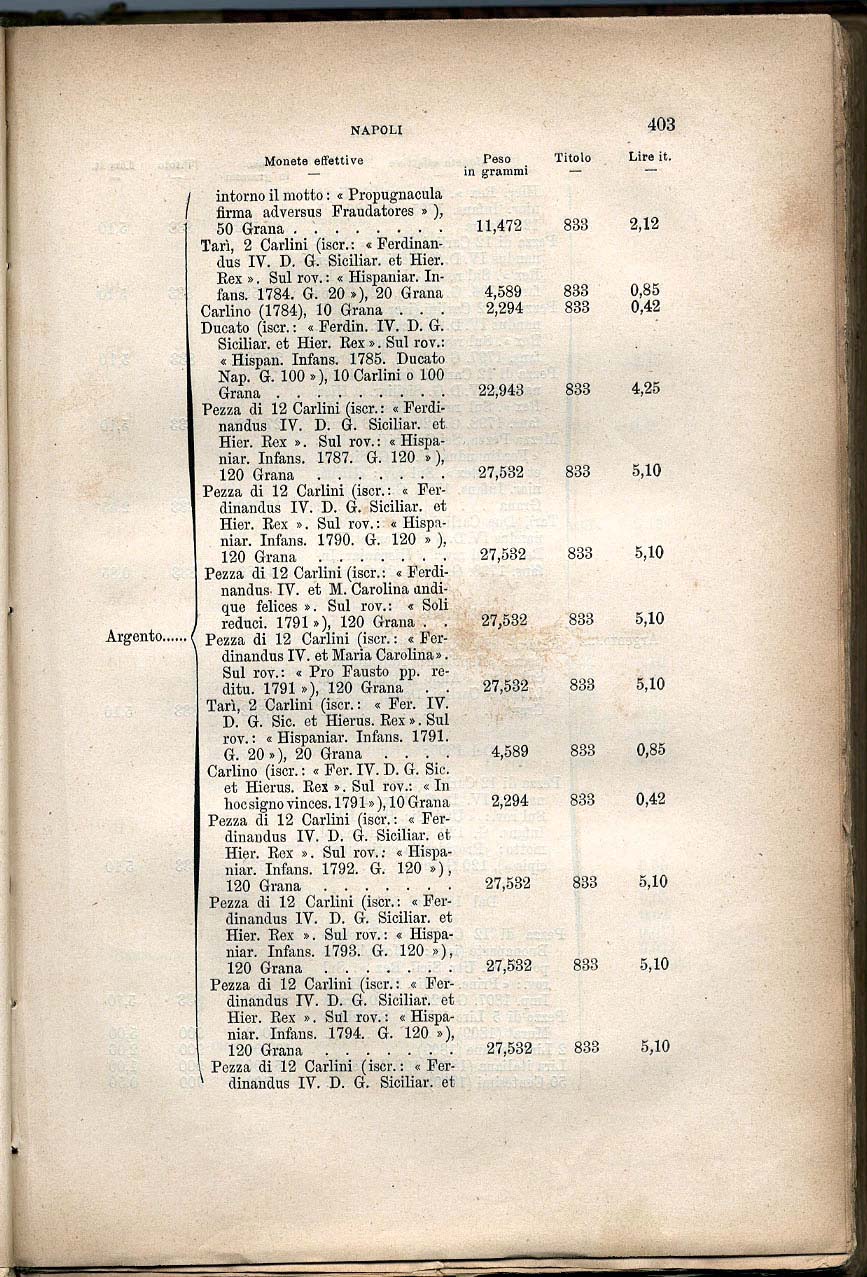 NAPOLI 403
Monete effettive Peso in grammi Titolo Lire it.
intorno il motto: « Propugnacula
firma adversus Fraudatores » ),
50 Grana . . . . . . . . 11,472 833 2,12
Tarì, 2 Carlini (iscr.: « Ferdinan-
dus IV. D. G. Siciliar. et Hier.
Rex ». Sul rov.: « Hispaniar. In-
fans. 1784. G. 20 »), 20 Grana 4,589 833 0,85
Carlino (1784), 10 Grana . . . 2,294 833 0,42
Ducato (iscr.: « Ferdin. IV. D. G.
Siciliar. et Hier. Rex ». Sul rov.:
« Hispan. Infans. 1785. Ducato
Nap. G. 100 »), 10 Carlini o 100
Grana . . . . . . . . . 22,943 833 4,25
Pezza di 12 Carlini (iscr.: « Ferdi-
nandus IV. D. G. Siciliar. et
Hier. Rex ». Sul rov.: « Hispa-
niar. Infans. 1787. G. 120 »),
120 Grana . . . . . . . 27,532 833 5,10
Pezza di 12 Carlini (iscr.: « Fer-
dinandus IV. D. G. Siciliar. et
Hier. Rex ». Sul rov.: « Hispa-
niar. Infans. 1790. G. 120 » ),
120 Grana . . . . . . . 27,532 833 5,10
Pezza di 12 Carlini (iscr.: « Ferdi-
nandus. IV. et M. Carolina undi-
que felices ». Sul rov.: « Soli
reduci. 1791 »), 120 Grana . . 27,532 833 5,10
Argento...... Pezza di 12 Carlini (iscr.: « Fer-
dinandus IV. et Maria Carolina».
Sul rov.: « Pro Fausto pp. re-
ditu. 1791 »), 120 Grana . . 27,532 833 5,10
Tarì, 2 Carlini (iscr.: « Fer. IV.
D. G. Sic. et Hierus. Rex». Sul
rov.: « Hispaniar. Infans. 1791.
G. 20 »), 20 Grana . . . . 4,589 833 0,85
Carlino (iscr.: « Fer. IV. D. G. Sic.
et Hierus. Rex ». Sul rov.: « In
hoc signo vinces. 1791 »), 10 Grana 2,294 833 0,42
Pezza di 12 Carlini (iscr.: « Fer-
dinandus IV. D. G. Siciliar. et
Hier. Rex ». Sul rov.: « Hispa-
niar. Infans. 1792. G. 120 »),
120 Grana . . . . . . . 27,532 833 5,10
Pezza di 12 Carlini (iscr.: « Fer-
dinandus IV. D. G. Siciliar. et
Hier. Rex ». Sul rov.: « Hispa-
niar. Infans. 1793. G. 120 »),
120 Grana . . . . . . . 27,532 833 5,10
Pezza di 12 Carlini (iscr.: « Fer-
dinandus IV. D. G. Siciliar. et
Hier. Rex ». Sul rov.: « Hispa-
niar. Infans. 1794. G. 120 »),
120 Grana . . . . . . . 27,532 833 5,10
Pezza di 12 Carlini (iscr.: « Fer-
dinandus IV. D. G. Siciliar. et